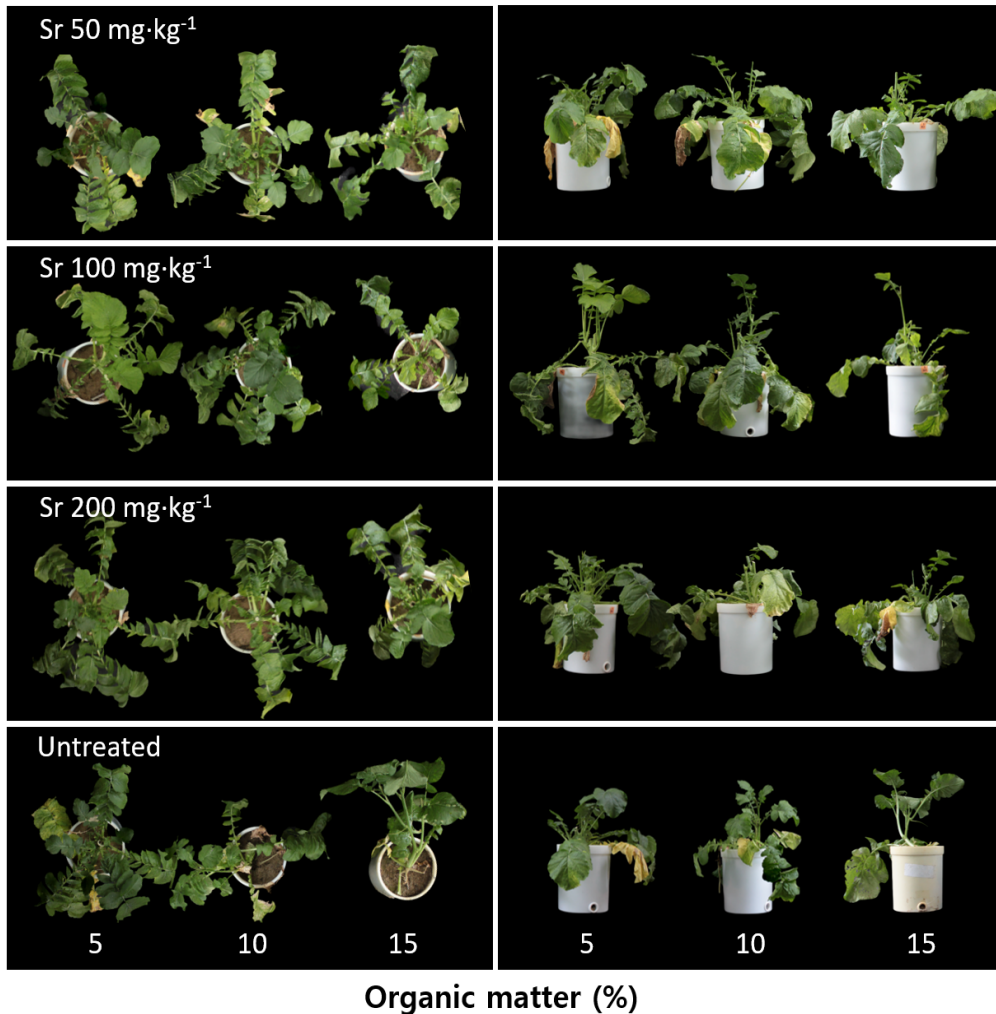 Sr 50 mg·kg⁻¹
Sr 100 mg·kg⁻¹
Sr 200 mg·kg⁻¹
Untreated
5 10 15 5 10 15
Organic matter (%)